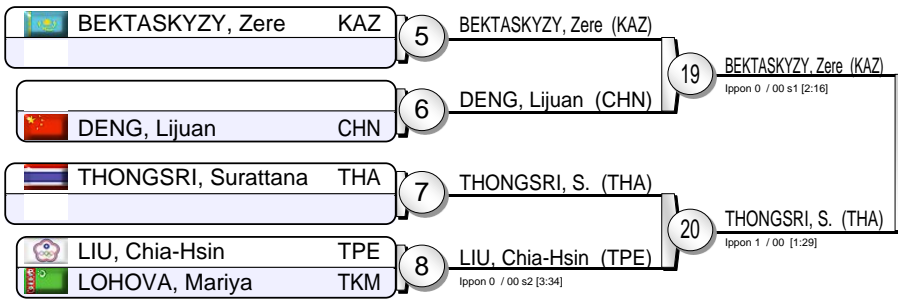 BEKTASKYZY, Zere KAZ
5
BEKTASKYZY, Zere (KAZ)
19
BEKTASKYZY, Zere (KAZ)
Ippon 0 / 00 s1 [2:16]
6
DENG, Lijuan (CHN)
DENG, Lijuan CHN
THONGSRI, Surattana THA
7
THONGSRI, S. (THA)
20
THONGSRI, S. (THA)
Ippon 1 / 00 [1:29]
LIU, Chia-Hsin TPE
8
LIU, Chia-Hsin (TPE)
Ippon 0 / 00 s2 [3:34]
LOHOVA, Mariya TKM